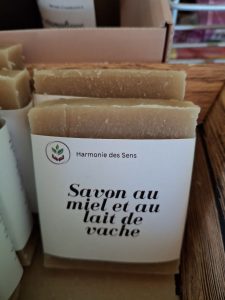 Harmonie des Sens
Savon au
miel et au
lait de
vache